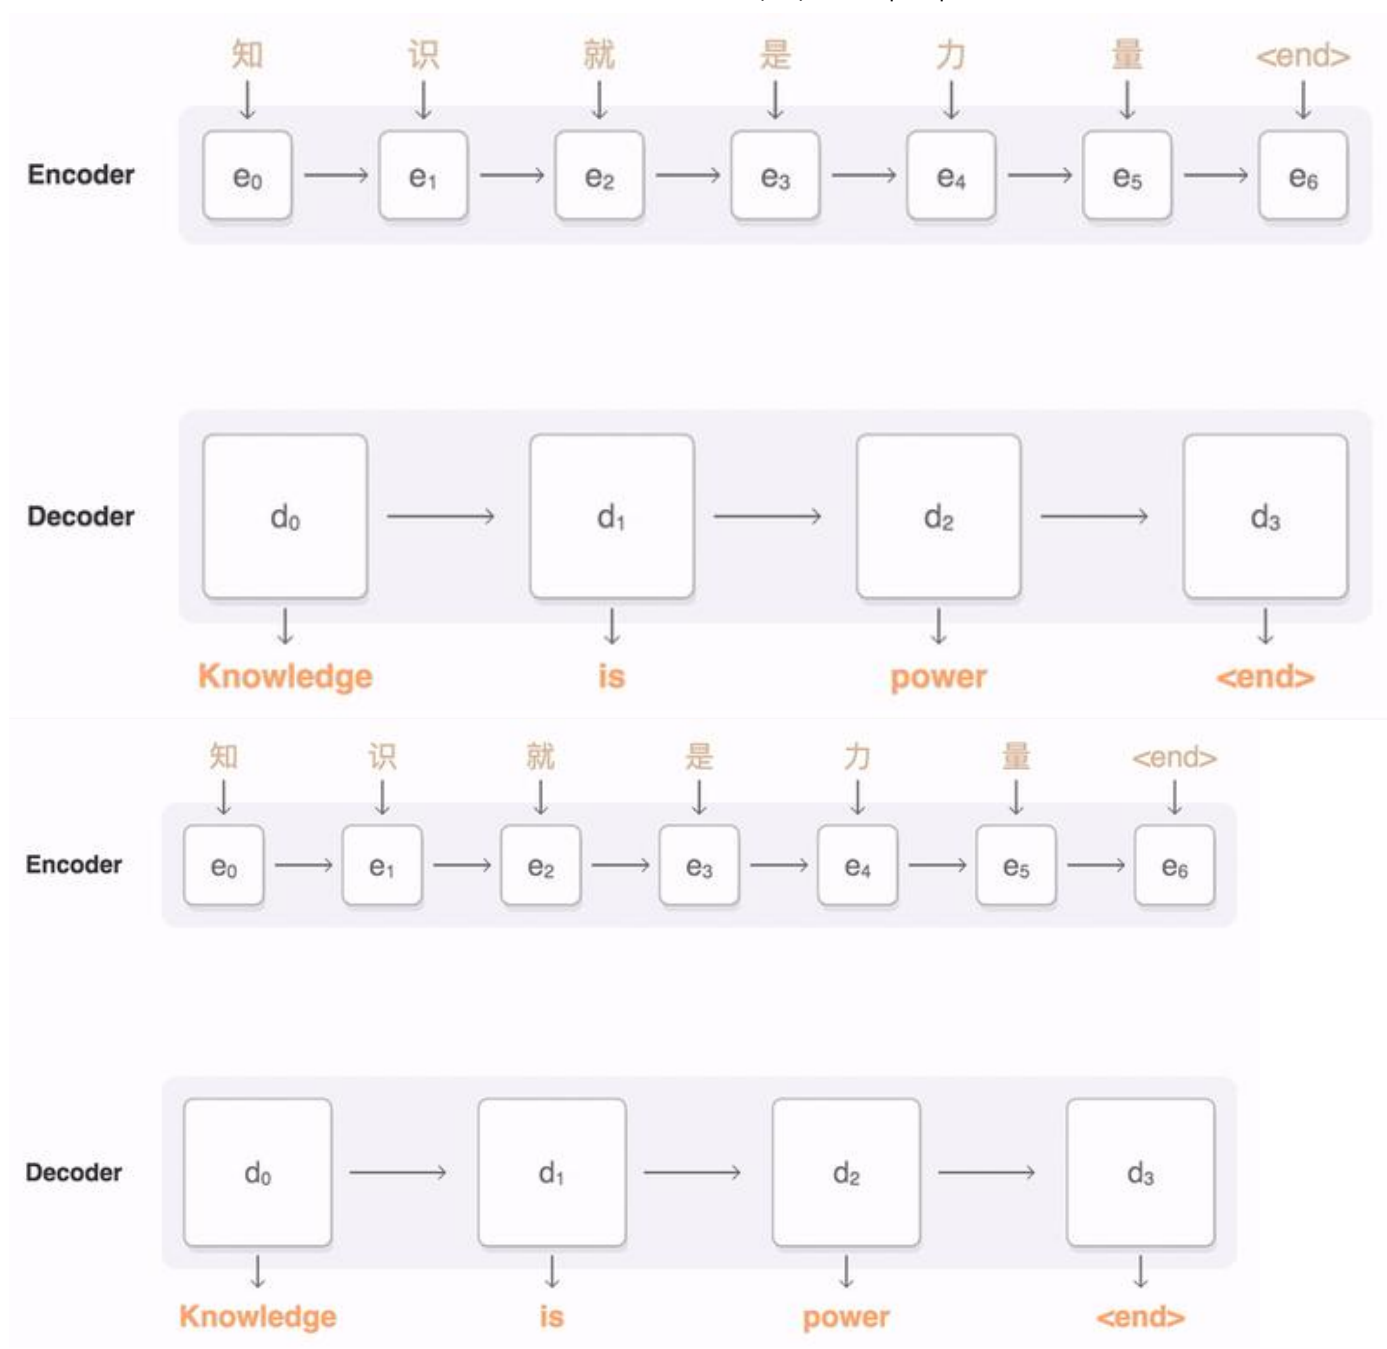 知 识 就 是 力 量 <end>
Encoder e₀ e₁ e₂ e₃ e₄ e₅ e₆
Decoder d₀ d₁ d₂ d₃
Knowledge is power <end>
知 识 就 是 力 量 <end>
Encoder e₀ e₁ e₂ e₃ e₄ e₅ e₆
Decoder d₀ d₁ d₂ d₃
Knowledge is power <end>